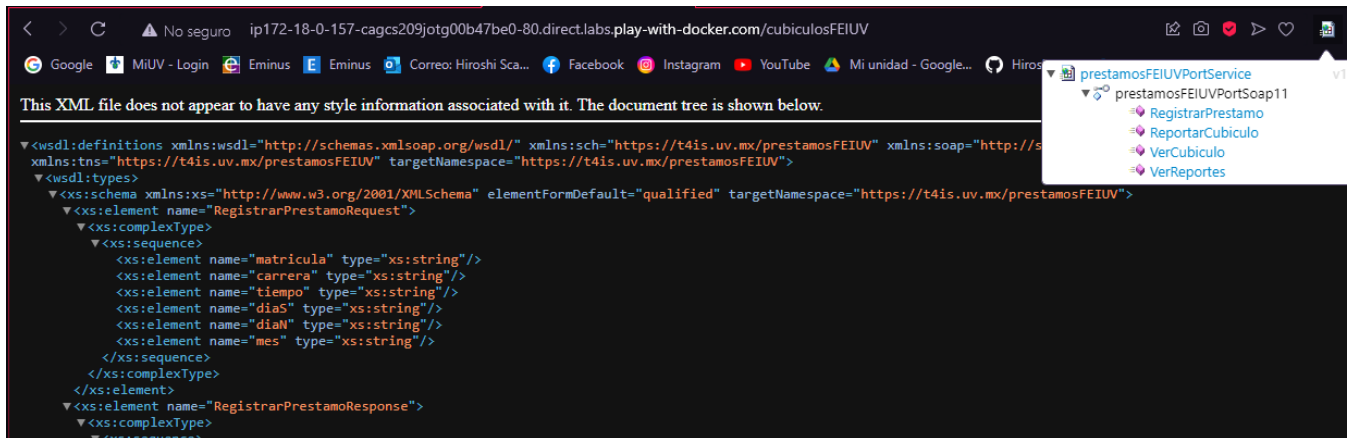 No seguro ip172-18-0-157-cagcs209jotg00b47be0-80.direct.labs.play-with-docker.com/cubiculosFEIUV
Google MiUV - Login Eminus Eminus Correo: Hiroshi Sca... Facebook Instagram YouTube Mi unidad - Google... Hiros
prestamosFEIUVPortService v1
prestamosFEIUVPortSoap11
RegistrarPrestamo
ReportarCubiculo
VerCubiculo
VerReportes
This XML file does not appear to have any style information associated with it. The document tree is shown below.
▼<wsdl:definitions xmlns:wsdl="http://schemas.xmlsoap.org/wsdl/" xmlns:sch="https://t4is.uv.mx/prestamosFEIUV" xmlns:soap="http://s
xmlns:tns="https://t4is.uv.mx/prestamosFEIUV" targetNamespace="https://t4is.uv.mx/prestamosFEIUV">
▼<wsdl:types>
▼<xs:schema xmlns:xs="http://www.w3.org/2001/XMLSchema" elementFormDefault="qualified" targetNamespace="https://t4is.uv.mx/prestamosFEIUV">
▼<xs:element name="RegistrarPrestamoRequest">
▼<xs:complexType>
▼<xs:sequence>
<xs:element name="matricula" type="xs:string"/>
<xs:element name="carrera" type="xs:string"/>
<xs:element name="tiempo" type="xs:string"/>
<xs:element name="diaS" type="xs:string"/>
<xs:element name="diaN" type="xs:string"/>
<xs:element name="mes" type="xs:string"/>
</xs:sequence>
</xs:complexType>
</xs:element>
▼<xs:element name="RegistrarPrestamoResponse">
▼<xs:complexType>